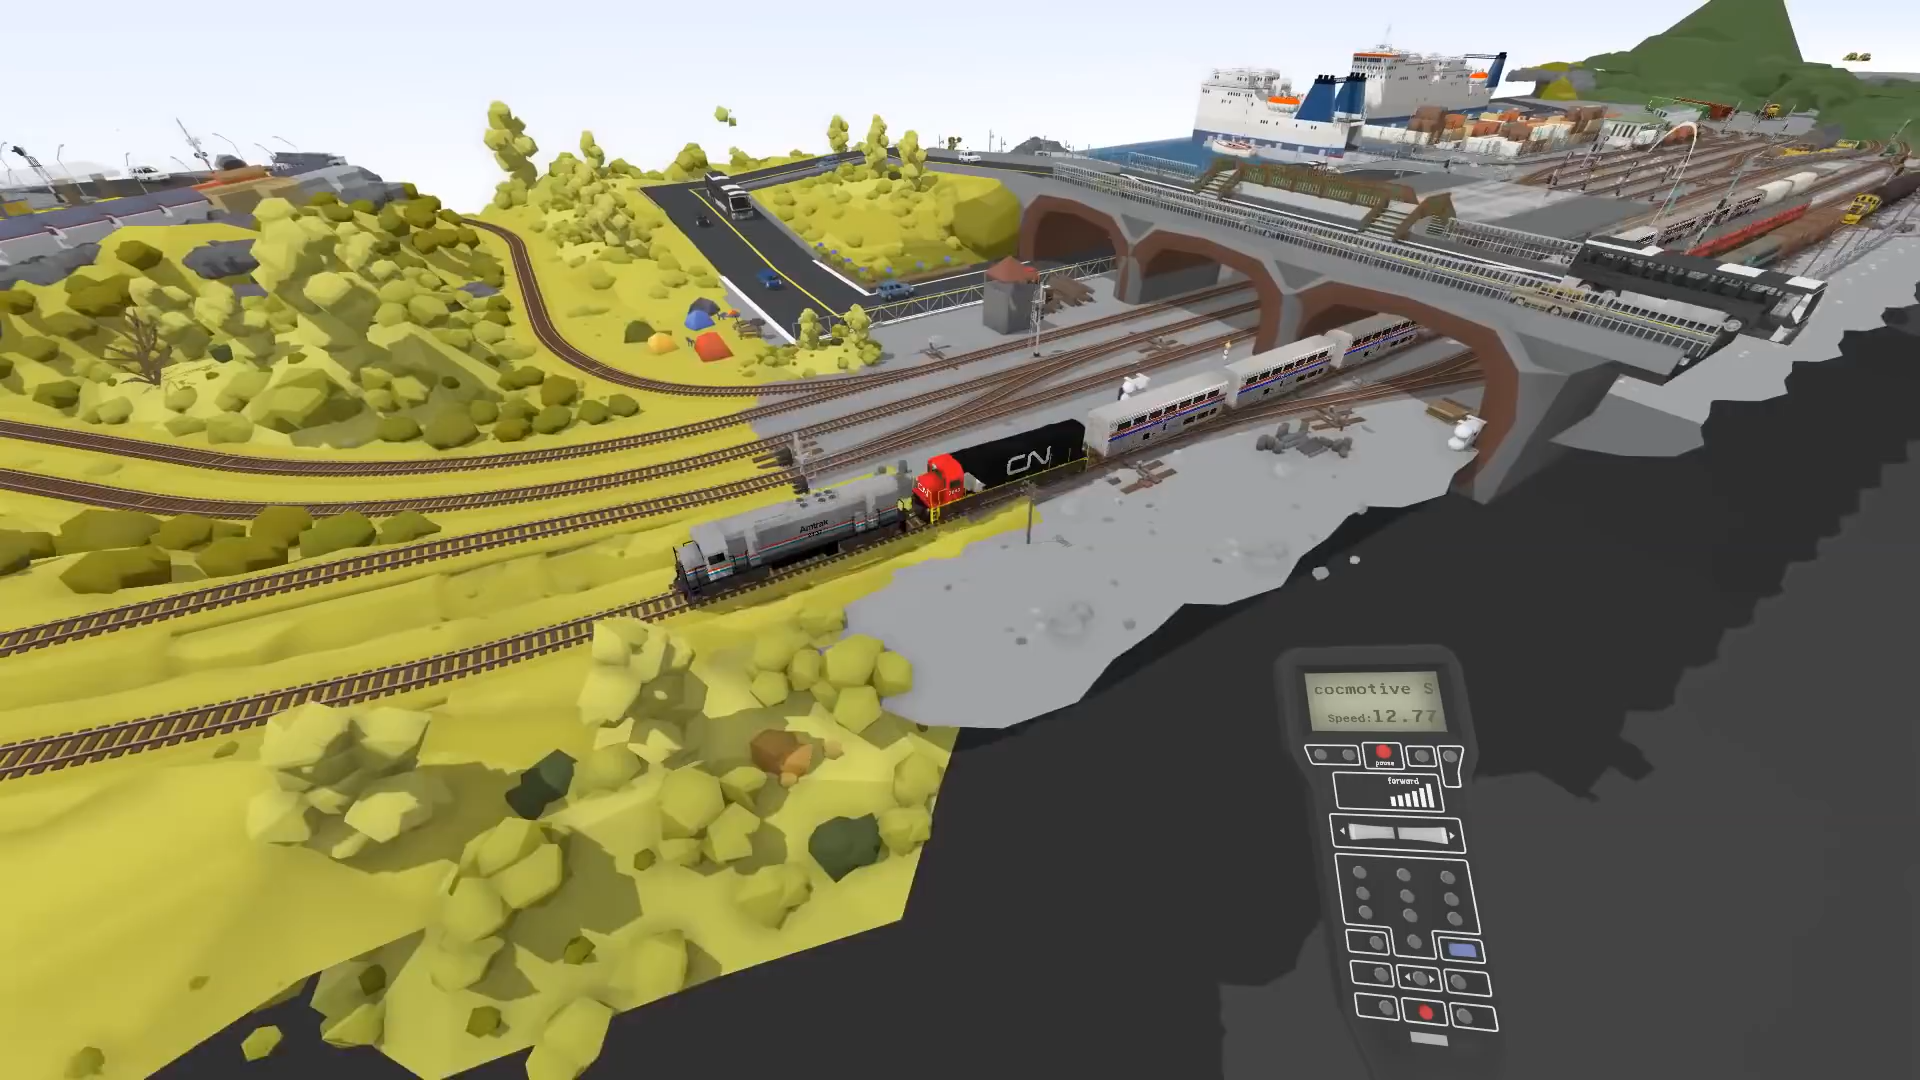 CN
Amtrak
cocmotive S
Speed:12.77
pause
forward